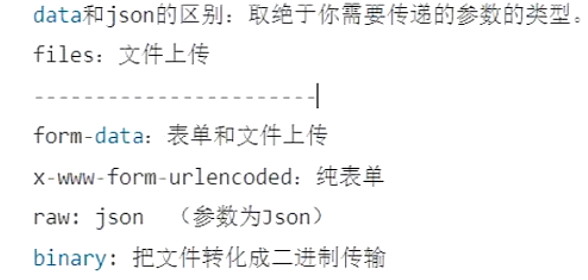 data和json的区别：取绝于你需要传递的参数的类型。
files：文件上传
-----------------------
form-data：表单和文件上传
x-www-form-urlencoded：纯表单
raw: json （参数为Json）
binary: 把文件转化成二进制传输